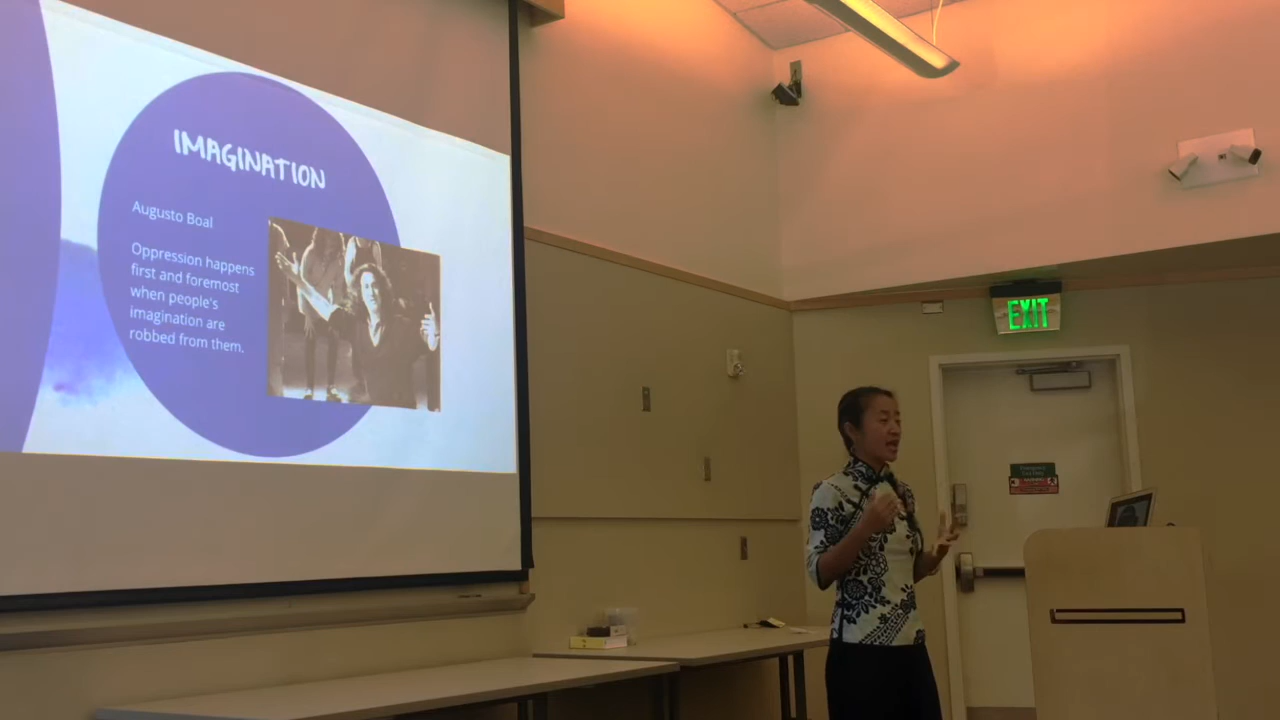 IMAGINATION
Augusto Boal
Oppression happens
first and foremost
when people's
imagination are
robbed from them.
EXIT